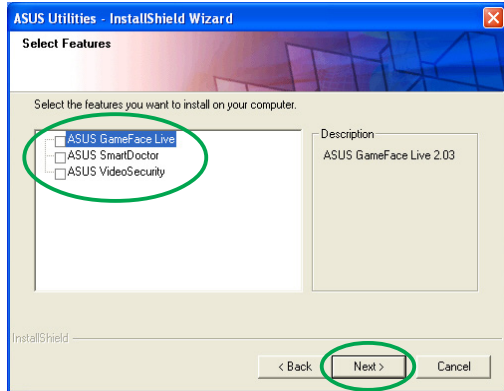 ASUS Utilities - InstallShield Wizard
Select Features
Select the features you want to install on your computer.
ASUS GameFace Live
ASUS SmartDoctor
ASUS VideoSecurity
Description
ASUS GameFace Live 2.03
InstallShield
< Back
Next >
Cancel